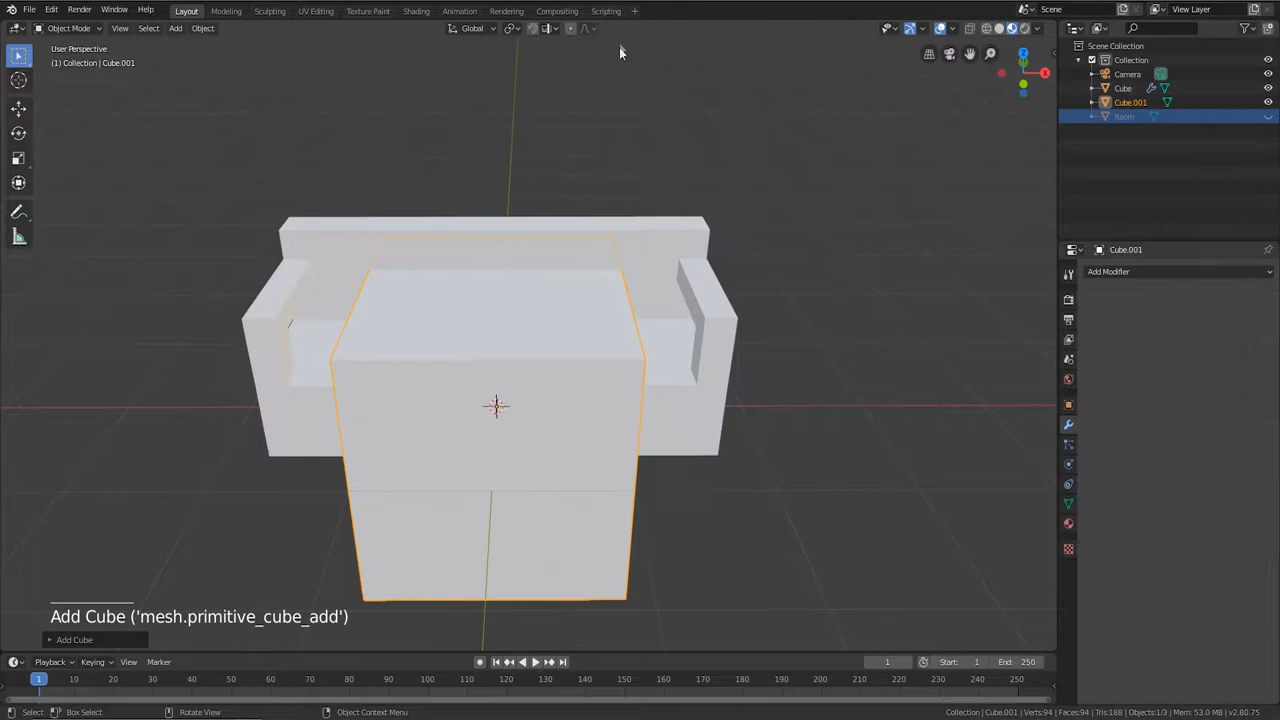 File Edit Render Window Help Layout Modeling Sculpting UV Editing Texture Paint Shading Animation Rendering Compositing Scripting + Scene View Layer
Object Mode View Select Add Object Global
User Perspective
(1) Collection | Cube.001
X
Z
Scene Collection
Collection
Camera
Cube
Cube.001
Room
Cube.001
Add Modifier
Add Cube ('mesh.primitive_cube_add')
Add Cube
Playback Keying View Marker 1 Start: 1 End: 250
1 10 20 30 40 50 60 70 80 90 100 110 120 130 140 150 160 170 180 190 200 210 220 230 240 250
Select Box Select Rotate View Object Context Menu Collection | Cube.001 | Verts:94 | Faces:94 | Tris:188 | Objects:1/3 | Mem: 53.0 MB | v2.80.75